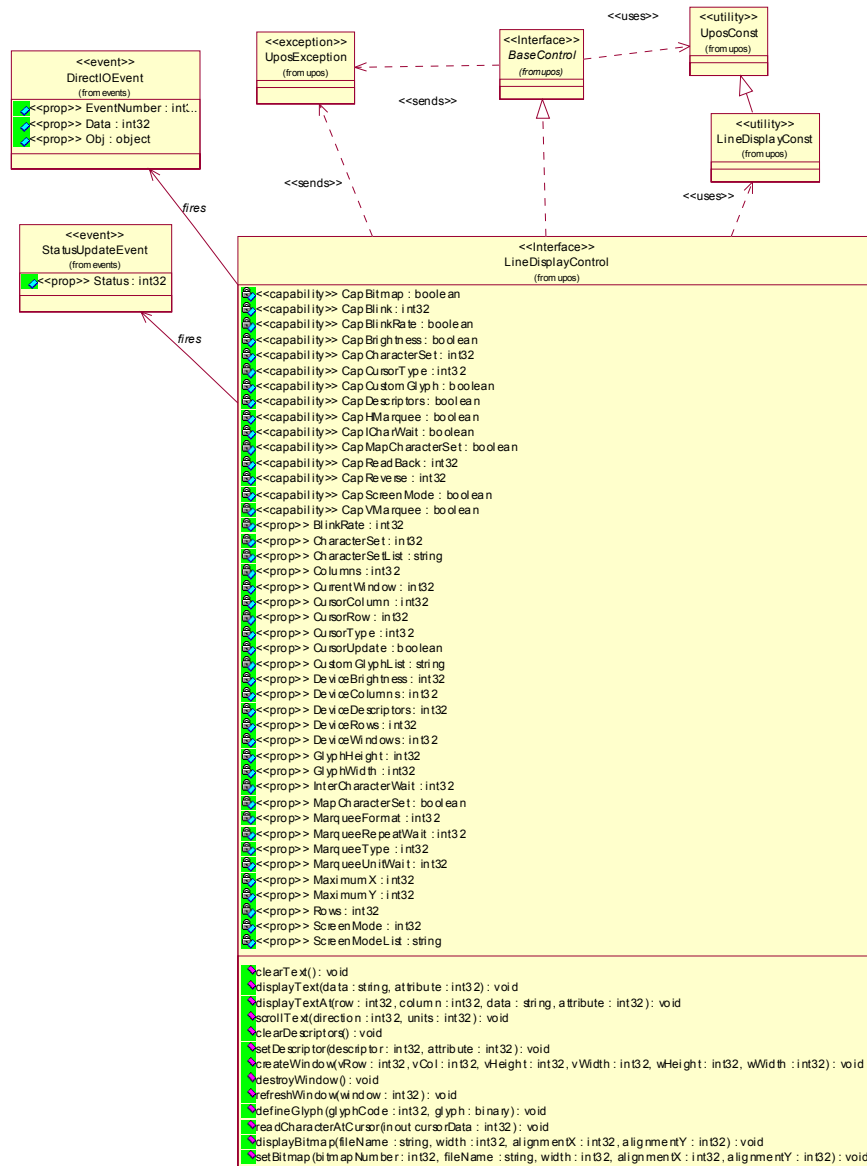 <<uses>>
<<exception>>
UposException
(from upos)
<<Interface>>
BaseControl
(from upos)
<<utility>>
UposConst
(from upos)
<<event>>
DirectIOEvent
(from events)
<<prop>> EventNumber : int...
<<prop>> Data : int32
<<prop>> Obj : object
<<sends>>
<<utility>>
LineDisplayConst
(from upos)
<<sends>>
<<uses>>
fires
<<event>>
StatusUpdateEvent
(from events)
<<prop>> Status : int32
fires
<<Interface>>
LineDisplayControl
(from upos)
<<capability>> CapBitmap : boolean
<<capability>> CapBlink : int32
<<capability>> CapBlinkRate : boolean
<<capability>> CapBrightness : boolean
<<capability>> CapCharacterSet : int32
<<capability>> CapCursorType : int32
<<capability>> CapCustomGlyph : boolean
<<capability>> CapDescriptors : boolean
<<capability>> CapHMarquee : boolean
<<capability>> CapICharWait : boolean
<<capability>> CapMapCharacterSet : boolean
<<capability>> CapReadBack : int32
<<capability>> CapReverse : int32
<<capability>> CapScreenMode : boolean
<<capability>> CapVMarquee : boolean
<<prop>> BlinkRate : int32
<<prop>> CharacterSet : int32
<<prop>> CharacterSetList : string
<<prop>> Columns : int32
<<prop>> CurrentWindow : int32
<<prop>> CursorColumn : int32
<<prop>> CursorRow : int32
<<prop>> CursorType : int32
<<prop>> CursorUpdate : boolean
<<prop>> CustomGlyphList : string
<<prop>> DeviceBrightness : int32
<<prop>> DeviceColumns : int32
<<prop>> DeviceDescriptors : int32
<<prop>> DeviceRows : int32
<<prop>> DeviceWindows : int32
<<prop>> GlyphHeight : int32
<<prop>> GlyphWidth : int32
<<prop>> InterCharacterWait : int32
<<prop>> MapCharacterSet : boolean
<<prop>> MarqueeFormat : int32
<<prop>> MarqueeRepeatWait : int32
<<prop>> MarqueeType : int32
<<prop>> MarqueeUnitWait : int32
<<prop>> MaximumX : int32
<<prop>> MaximumY : int32
<<prop>> Rows : int32
<<prop>> ScreenMode : int32
<<prop>> ScreenModeList : string
clearText() : void
displayText(data : string, attribute : int32) : void
displayTextAt(row : int32, column : int32, data : string, attribute : int32) : void
scrollText(direction : int32, units : int32) : void
clearDescriptors() : void
setDescriptor(descriptor : int32, attribute : int32) : void
createWindow(vRow : int32, vCol : int32, vHeight : int32, vWidth : int32, wHeight : int32, wWidth : int32) : void
destroyWindow() : void
refreshWindow(window : int32) : void
defineGlyph(glyphCode : int32, glyph : binary) : void
readCharacterAtCursor(inout cursorData : int32) : void
displayBitmap(fileName : string, width : int32, alignmentX : int32, alignmentY : int32) : void
setBitmap(bitmapNumber : int32, fileName : string, width : int32, alignmentX : int32, alignmentY : int32) : void